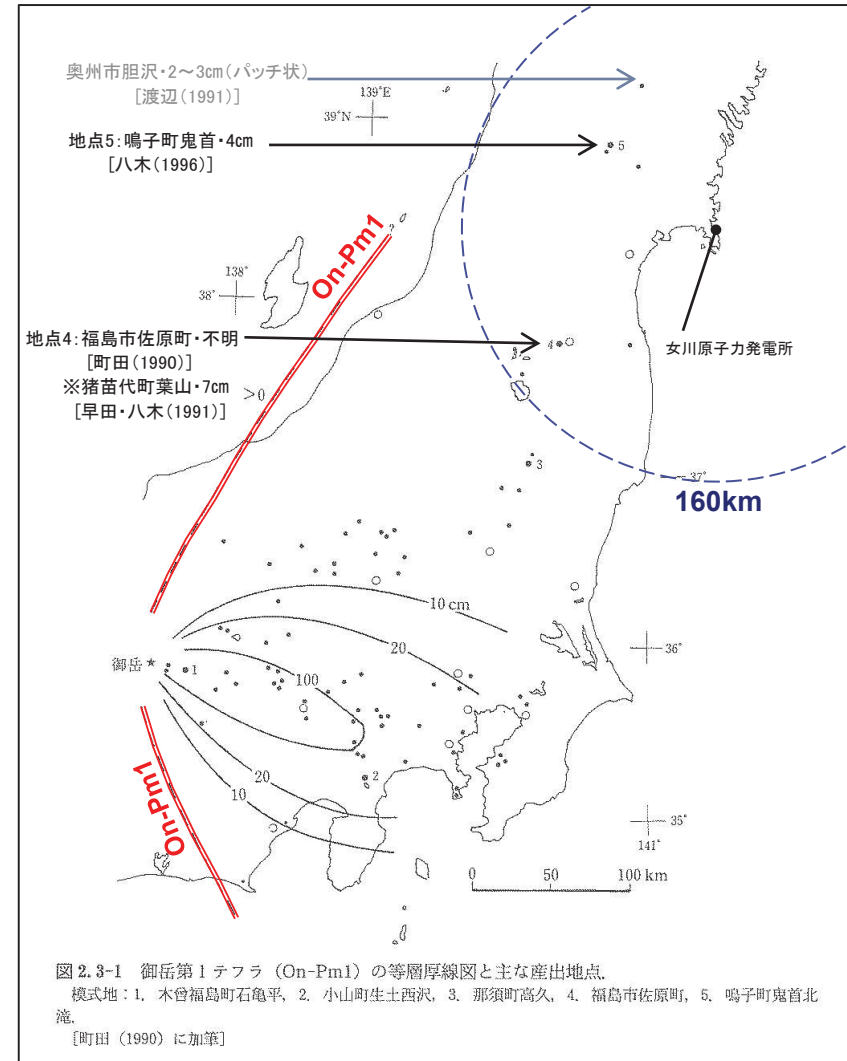 奥州市胆沢・2～3cm(パッチ状)
[渡辺(1991)]
139°E
39°N
地点5:鳴子町鬼首・4cm
[八木(1996)]
5
138°
38°
On-Pm1
?
地点4:福島市佐原町・不明
[町田(1990)]
※猪苗代町葉山・7cm
[早田・八木(1991)]
>0
4
女川原子力発電所
3
37°
160km
10 cm
20
36°
御岳
1
100
2
20
10
On-Pm1
35°
141°
0 50 100 km
図 2.3-1 御岳第1テフラ (On-Pm1) の等層厚線図と主な産出地点.
模式地:1. 木曾福島町石亀平, 2. 小山町生土西沢, 3. 那須町高久, 4. 福島市佐原町, 5. 鳴子町鬼首北
滝.
[町田 (1990) に加筆]